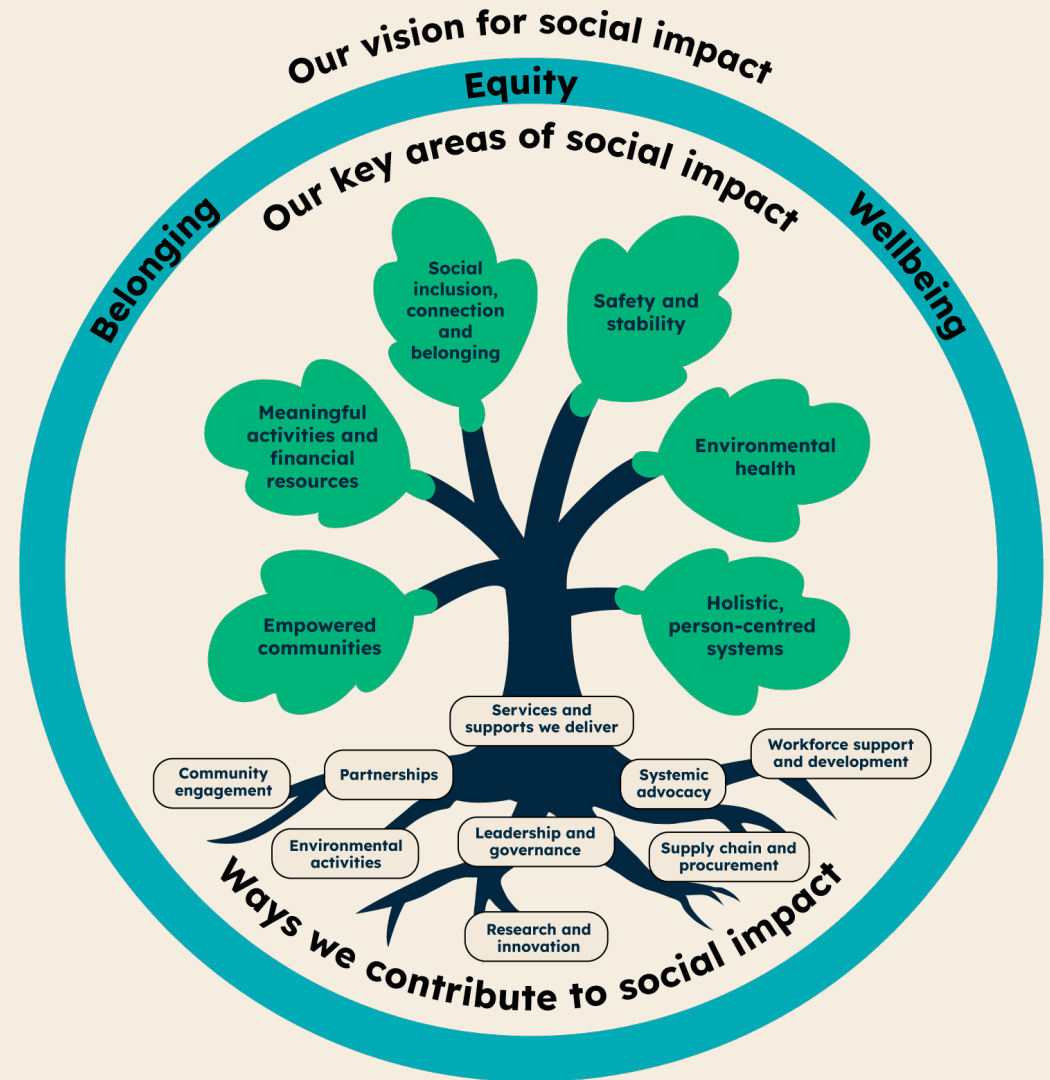 Our vision for social impact
Equity
Belonging
Wellbeing
Our key areas of social impact
Social
inclusion,
connection
and
belonging
Safety and
stability
Meaningful
activities and
financial
resources
Environmental
health
Empowered
communities
Holistic,
person-centred
systems
Services and
supports we deliver
Community
engagement
Partnerships
Systemic
advocacy
Workforce support
and development
Environmental
activities
Leadership and
governance
Supply chain and
procurement
Research and
innovation
Ways we contribute to social impact